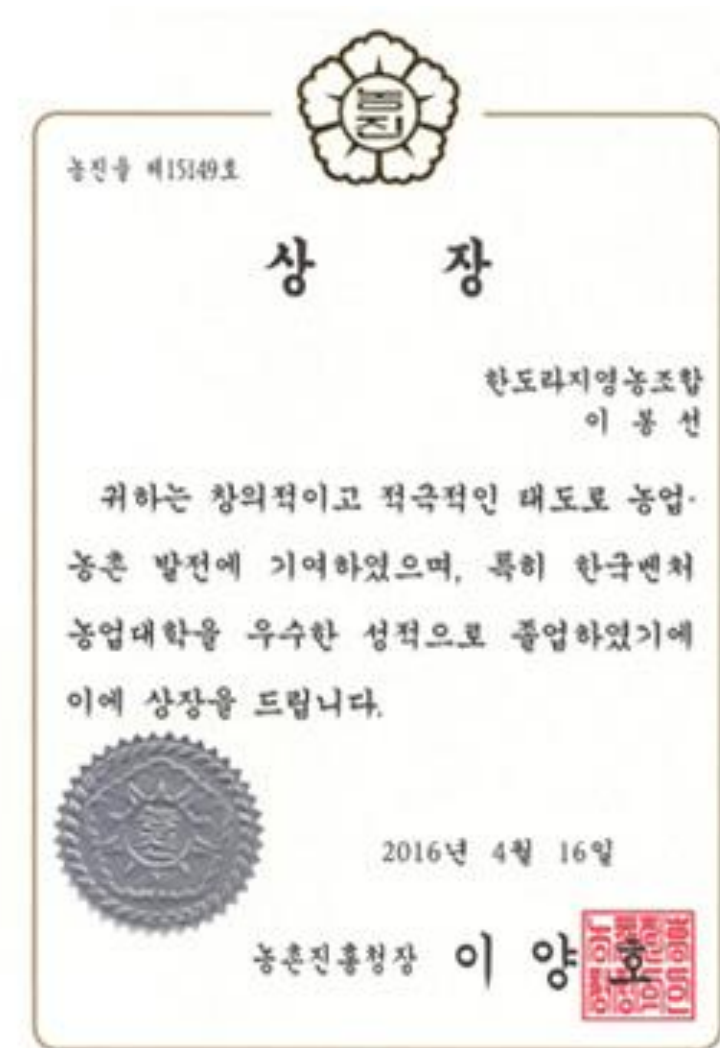 농진
농진을 제15149호
상 장
한도라지영농조합
이 봉 선
귀하는 창의적이고 적극적인 태도로 농업·
농촌 발전에 기여하였으며, 특히 한국벤처
농업대학을 우수한 성적으로 졸업하였기에
이에 상장을 드립니다.
2016년 4월 16일
농촌진흥청장 이 양 호